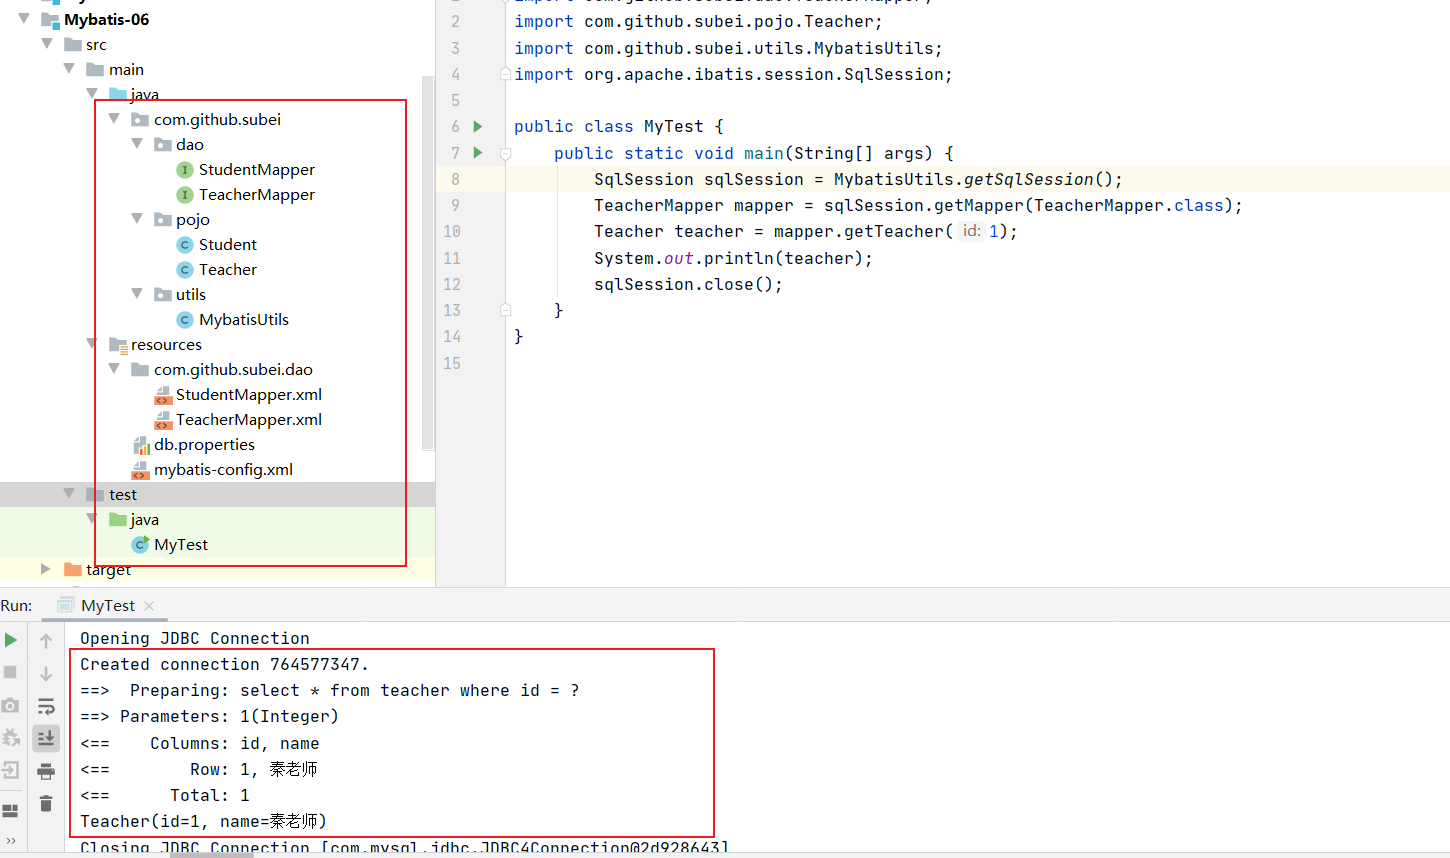 Mybatis-06
src
main
java
com.github.subei
dao
StudentMapper
TeacherMapper
pojo
Student
Teacher
utils
MybatisUtils
resources
com.github.subei.dao
StudentMapper.xml
TeacherMapper.xml
db.properties
mybatis-config.xml
test
java
MyTest
target
2 import com.github.subei.pojo.Teacher;
3 import com.github.subei.utils.MybatisUtils;
4 import org.apache.ibatis.session.SqlSession;
5
6 public class MyTest {
7 public static void main(String[] args) {
8 SqlSession sqlSession = MybatisUtils.getSqlSession();
9 TeacherMapper mapper = sqlSession.getMapper(TeacherMapper.class);
10 Teacher teacher = mapper.getTeacher( id: 1);
11 System.out.println(teacher);
12 sqlSession.close();
13 }
14 }
15
Run: MyTest
Opening JDBC Connection
Created connection 764577347.
==> Preparing: select * from teacher where id = ?
==> Parameters: 1(Integer)
<== Columns: id, name
<== Row: 1, 秦老师
<== Total: 1
Teacher(id=1, name=秦老师)
Closing JDBC Connection [com.mysql.jdbc.JDBC4Connection@2d928643]